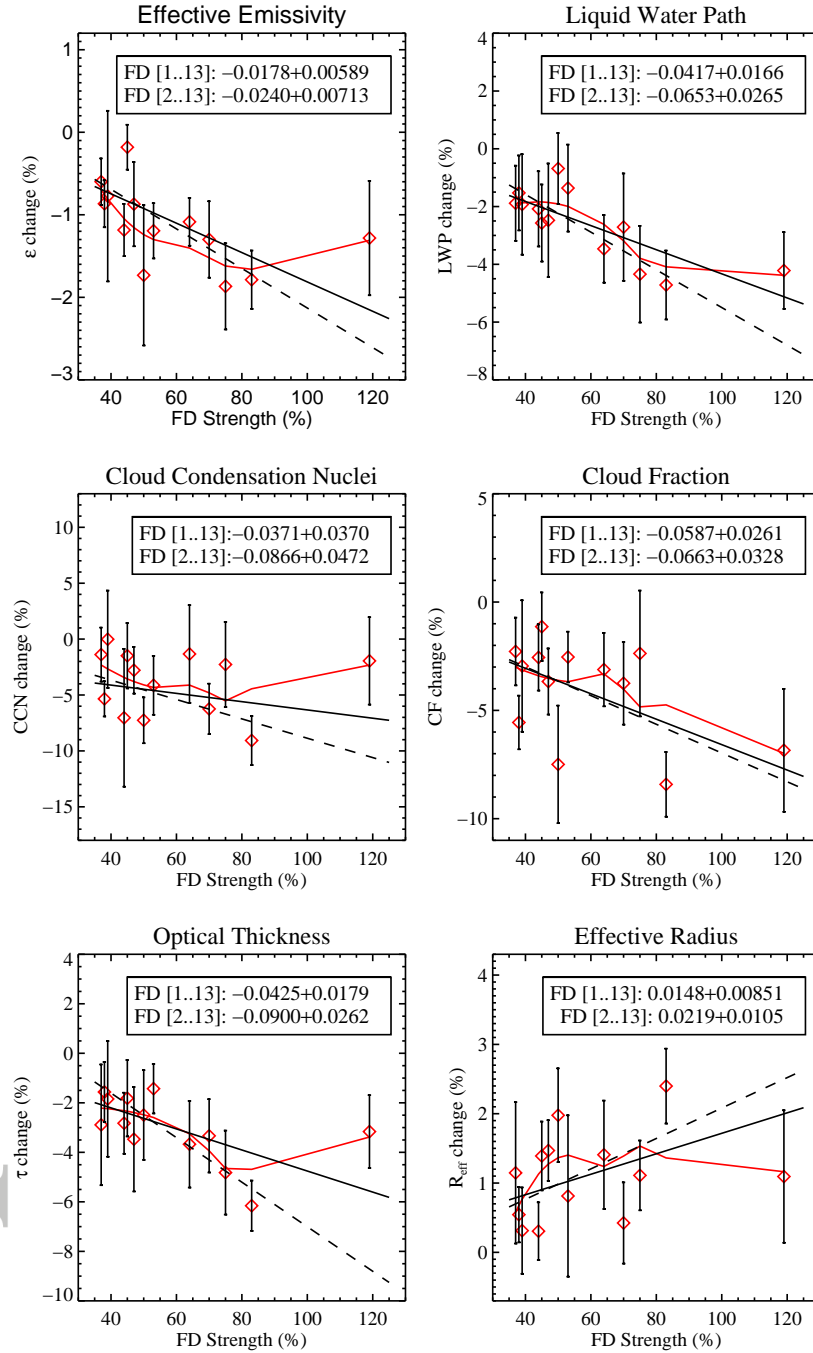 Effective Emissivity
FD [1..13]: −0.0178+0.00589
FD [2..13]: −0.0240+0.00713
1
0
−1
−2
−3
ε change (%)
40 60 80 100 120
FD Strength (%)
Liquid Water Path
FD [1..13]: −0.0417+0.0166
FD [2..13]: −0.0653+0.0265
4
2
0
−2
−4
−6
−8
LWP change (%)
40 60 80 100 120
FD Strength (%)
Cloud Condensation Nuclei
FD [1..13]:−0.0371+0.0370
FD [2..13]:−0.0866+0.0472
10
5
0
−5
−10
−15
CCN change (%)
40 60 80 100 120
FD Strength (%)
Cloud Fraction
FD [1..13]:−0.0587+0.0261
FD [2..13]:−0.0663+0.0328
5
0
−5
−10
CF change (%)
40 60 80 100 120
FD Strength (%)
Optical Thickness
FD [1..13]: −0.0425+0.0179
FD [2..13]: −0.0900+0.0262
4
2
0
−2
−4
−6
−8
−10
τ change (%)
40 60 80 100 120
FD Strength (%)
Effective Radius
FD [1..13]: 0.0148+0.00851
FD [2..13]: 0.0219+0.0105
4
3
2
1
0
Reff change (%)
40 60 80 100 120
FD Strength (%)